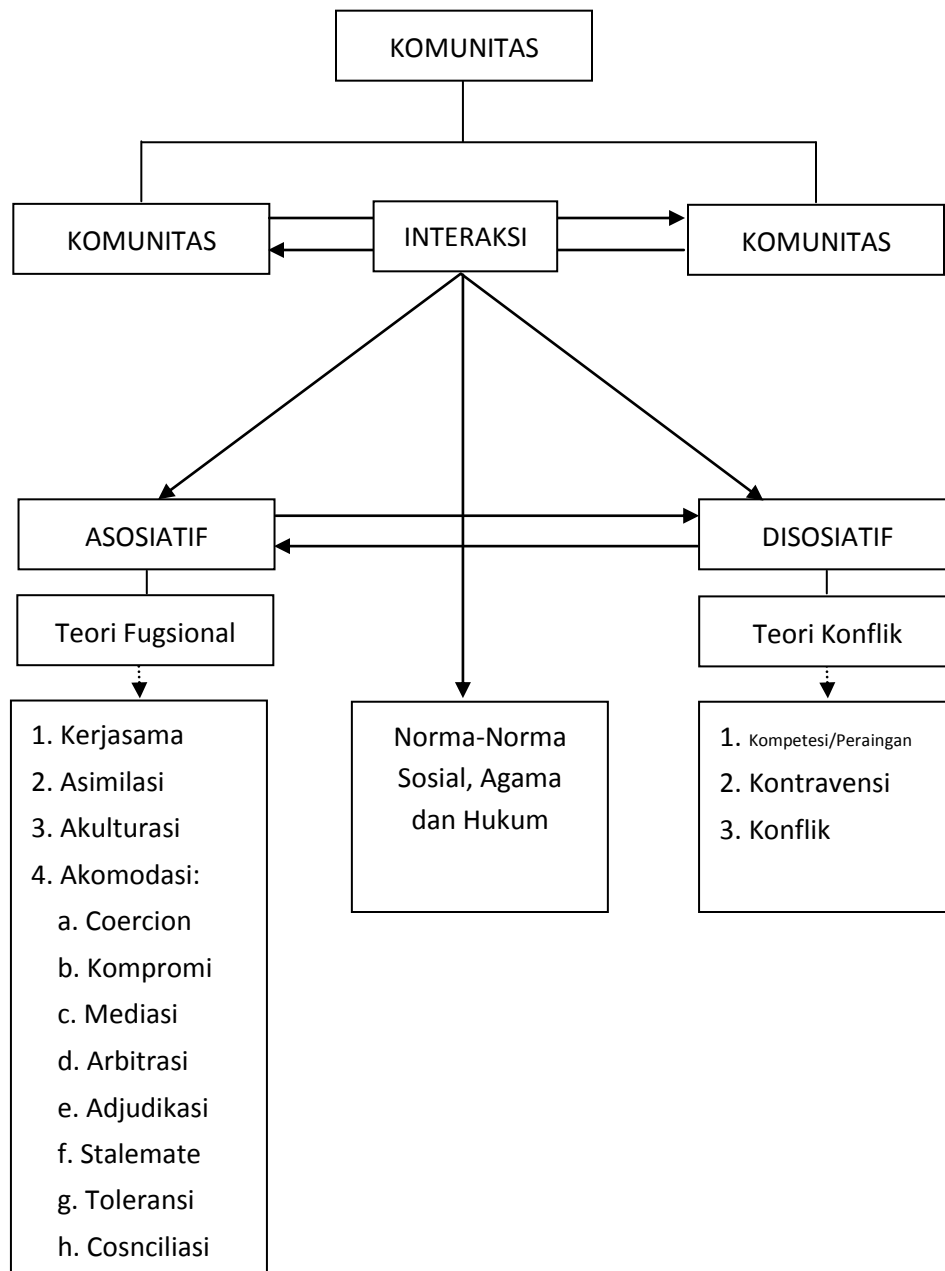 KOMUNITAS
KOMUNITAS
INTERAKSI
KOMUNITAS
ASOSIATIF
DISOSIATIF
Teori Fugsional
Teori Konflik
1. Kerjasama
2. Asimilasi
3. Akulturasi
4. Akomodasi:
a. Coercion
b. Kompromi
c. Mediasi
d. Arbitrasi
e. Adjudikasi
f. Stalemate
g. Toleransi
h. Cosnciliasi
Norma-Norma
Sosial, Agama
dan Hukum
1. Kompetesi/Peraingan
2. Kontravensi
3. Konflik